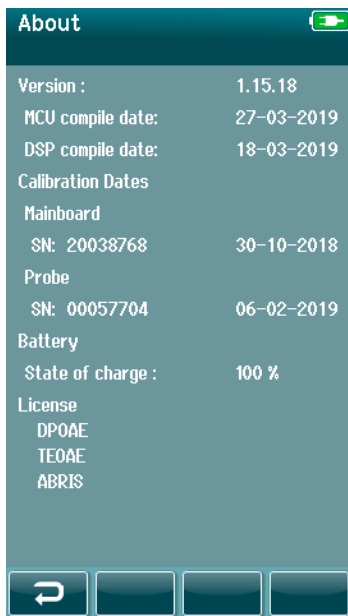 About
Version : 1.15.18
MCU compile date: 27-03-2019
DSP compile date: 18-03-2019
Calibration Dates
Mainboard
SN: 20038768 30-10-2018
Probe
SN: 00057704 06-02-2019
Battery
State of charge : 100 %
License
DPOAE
TEOAE
ABRIS